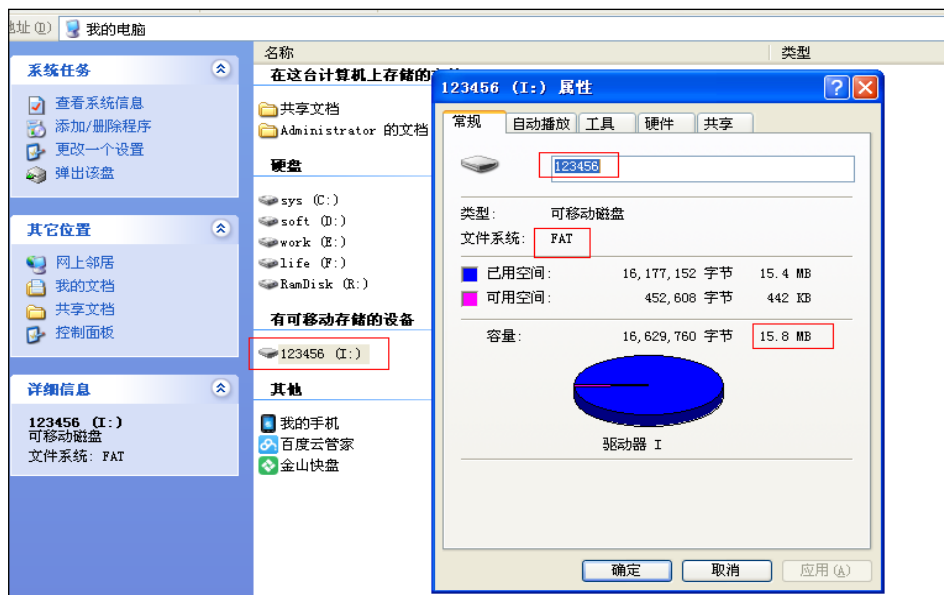 地址(D) 我的电脑
系统任务
查看系统信息
添加/删除程序
更改一个设置
弹出该盘
其它位置
网上邻居
我的文档
共享文档
控制面板
详细信息
123456 (I:)
可移动磁盘
文件系统: FAT
名称 类型
在这台计算机上存储的
共享文档
Administrator 的文档
硬盘
sys (C:)
soft (D:)
work (E:)
life (F:)
RamDisk (R:)
有可移动存储的设备
123456 (I:)
其他
我的手机
百度云管家
金山快盘
123456 (I:) 属性
常规 自动播放 工具 硬件 共享
123456
类型: 可移动磁盘
文件系统: FAT
已用空间: 16,177,152 字节 15.4 MB
可用空间: 452,608 字节 442 KB
容量: 16,629,760 字节 15.8 MB
驱动器 I
确定 取消 应用(A)